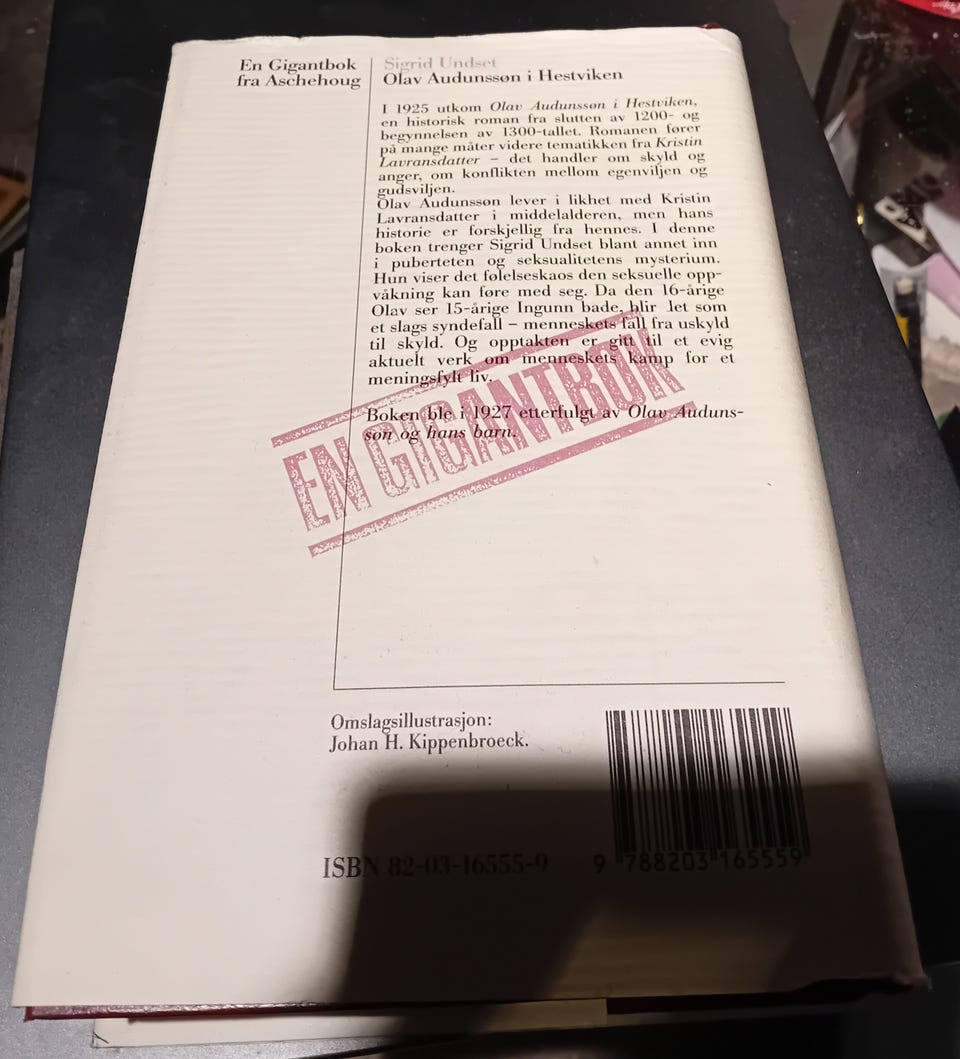 En Gigantbok
fra Aschehoug
Sigrid Undset
Olav Audunssøn i Hestviken
I 1925 utkom Olav Audunssøn i Hestviken,
en historisk roman fra slutten av 1200- og
begynnelsen av 1300-tallet. Romanen fører
på mange måter videre tematikken fra Kristin
Lavransdatter – det handler om skyld og
anger, om konflikten mellom egenviljen og
gudsviljen.
Olav Audunssøn lever i likhet med Kristin
Lavransdatter i middelalderen, men hans
historie er forskjellig fra hennes. I denne
boken trenger Sigrid Undset blant annet inn
i puberteten og seksualitetens mysterium.
Hun viser det følelseskaos den seksuelle opp-
våkning kan føre med seg. Da den 16-årige
Olav ser 15-årige Ingunn bade, blir let som
et slags syndefall – menneskets fall fra uskyld
til skyld. Og opptakten er gitt til et evig
aktuelt verk om menneskets kamp for et
meningsfylt liv.
Boken ble i 1927 etterfulgt av Olav Auduns-
søn og hans barn.
EN GIGANTBOK
Omslagsillustrasjon:
Johan H. Kippenbroeck.
ISBN 82-03-16555-9
9 788203 165559